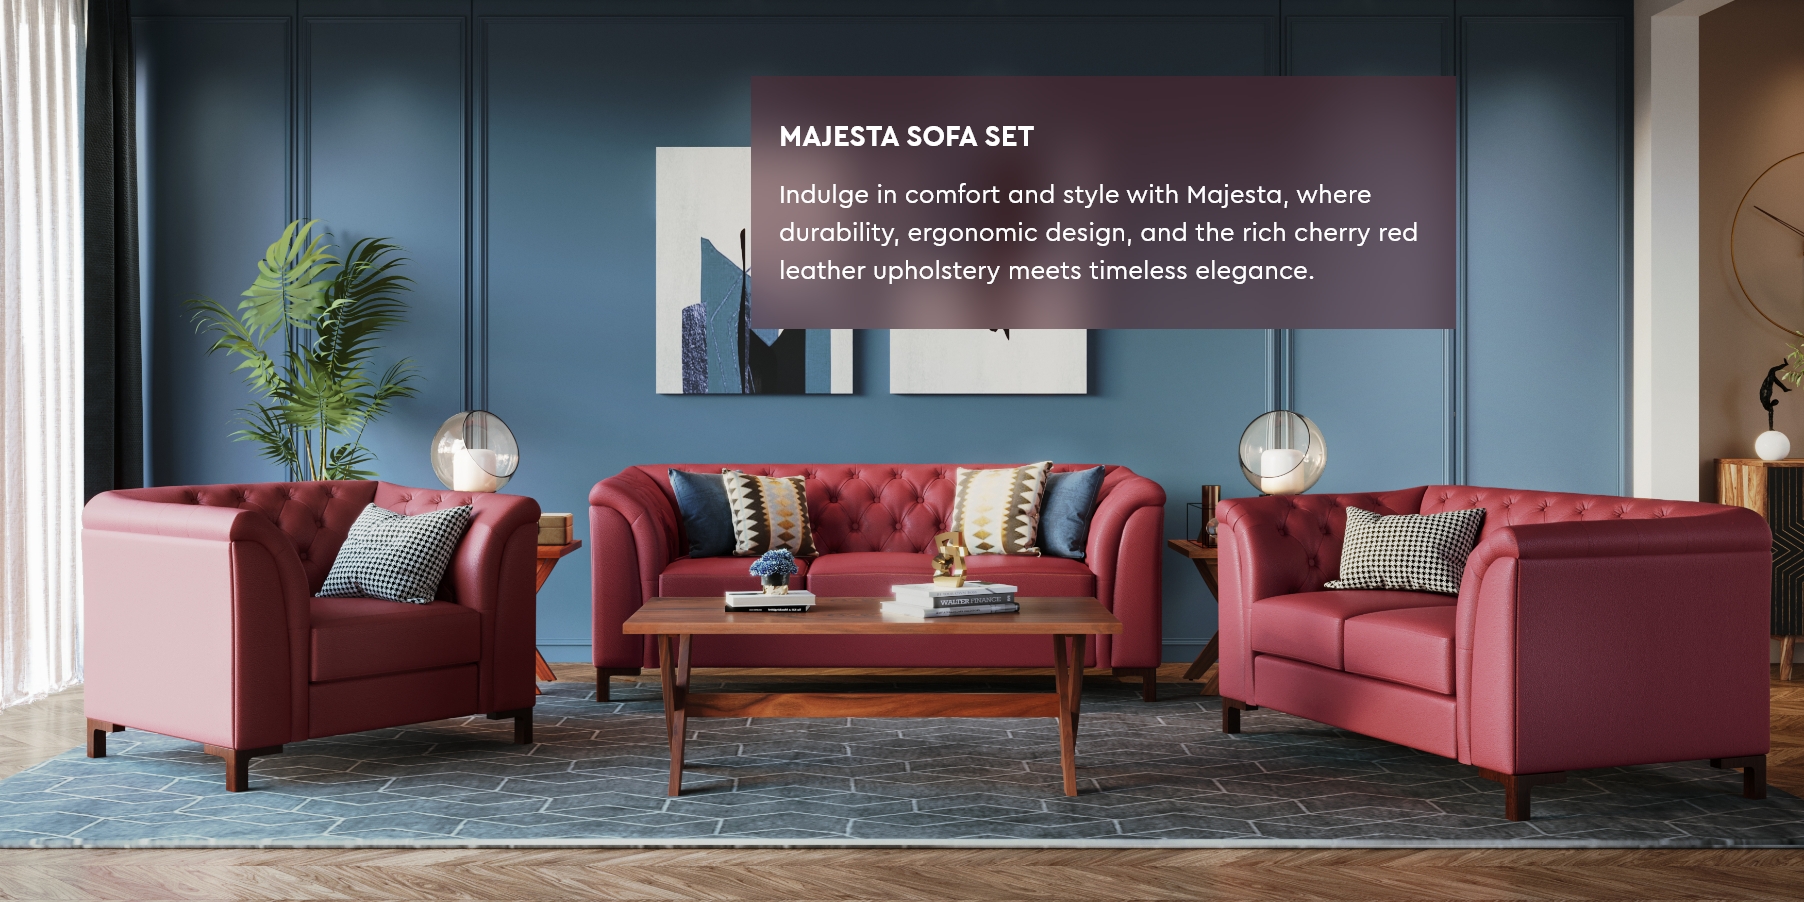 MAJESTA SOFA SET
Indulge in comfort and style with Majesta, where
durability, ergonomic design, and the rich cherry red
leather upholstery meets timeless elegance.
WALTER FINANCE